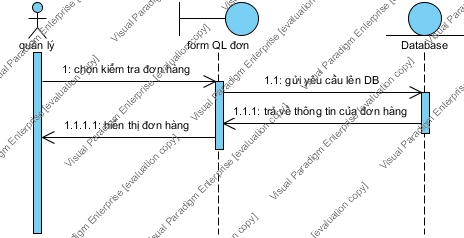 quản lý
form QL đơn
Database
1: chọn kiểm tra đơn hàng
1.1: gửi yêu cầu lên DB
1.1.1: trả về thông tin của đơn hàng
1.1.1.1: hiển thị đơn hàng
Visual Paradigm Enterprise [evaluation copy]